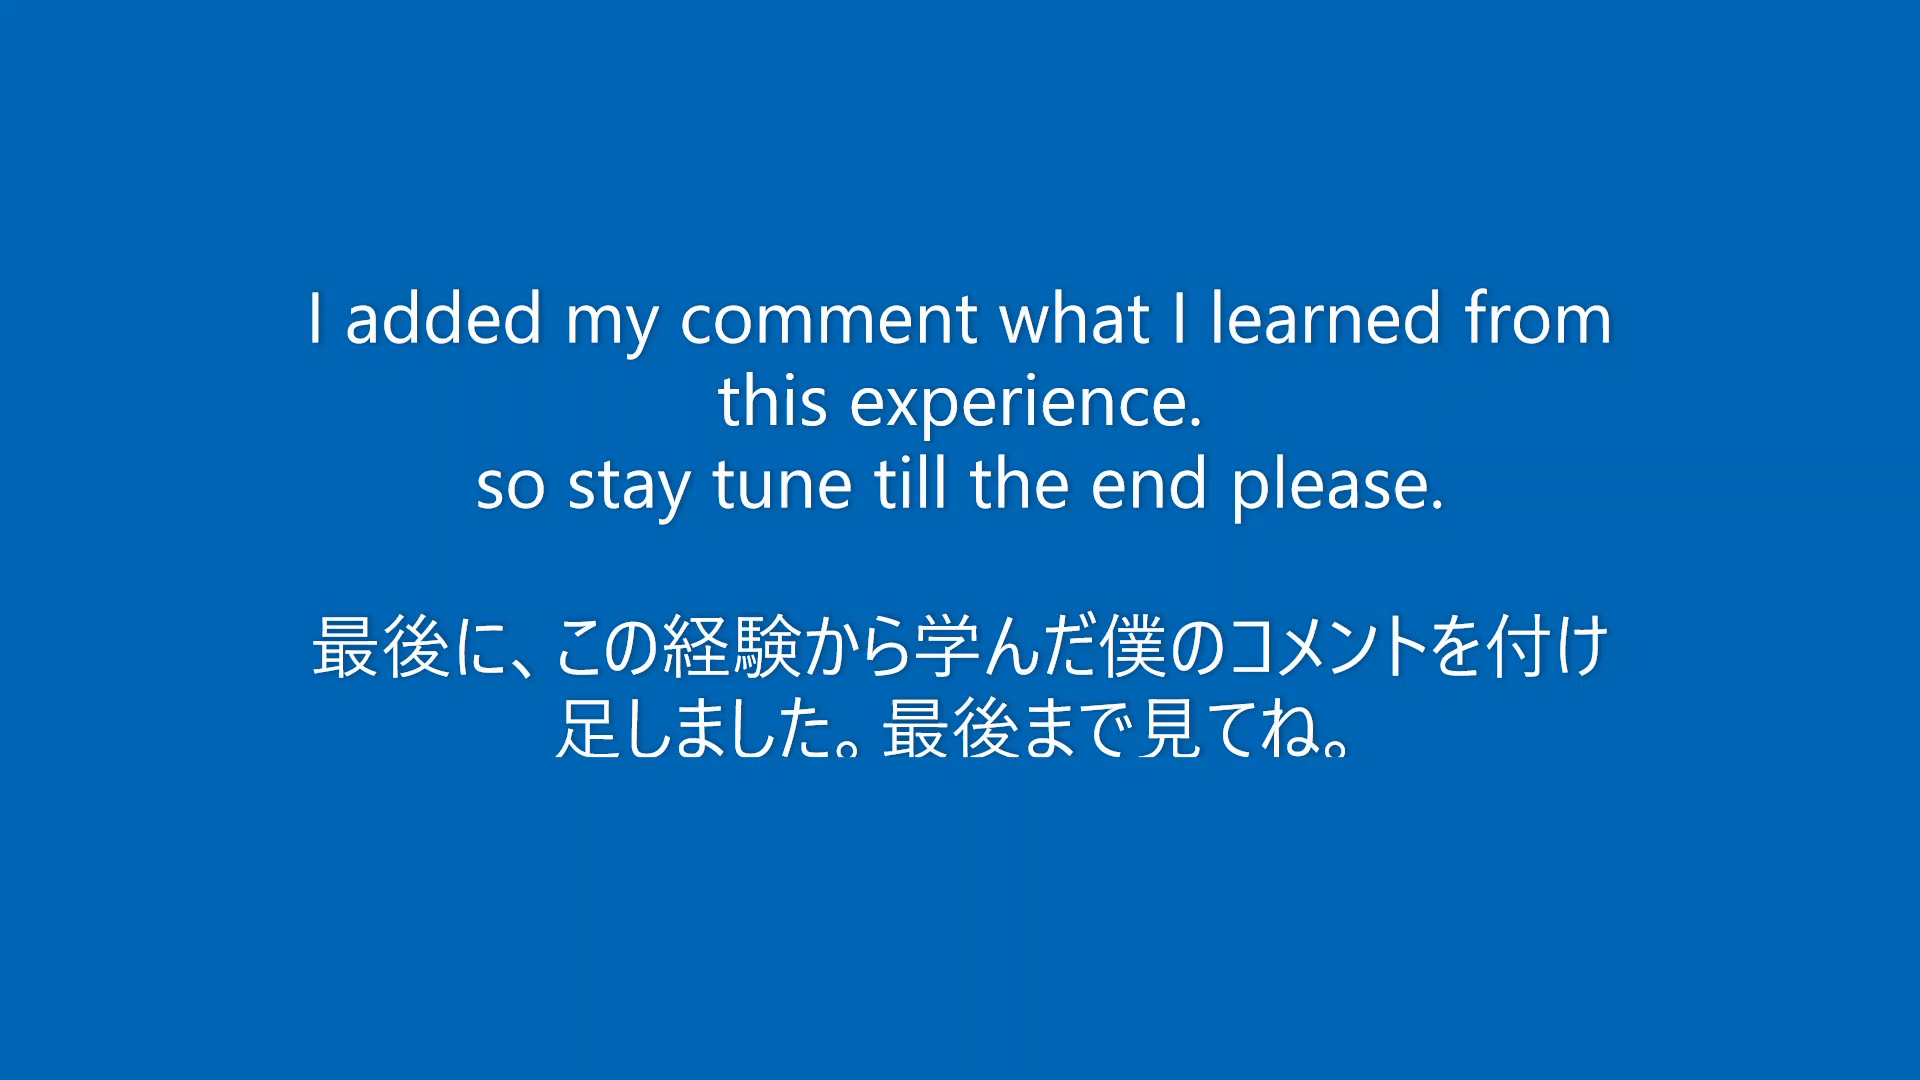 I added my comment what I learned from
this experience.
so stay tune till the end please.
最後に、この経験から学んだ僕のコメントを付け
足しました。最後まで見てね。